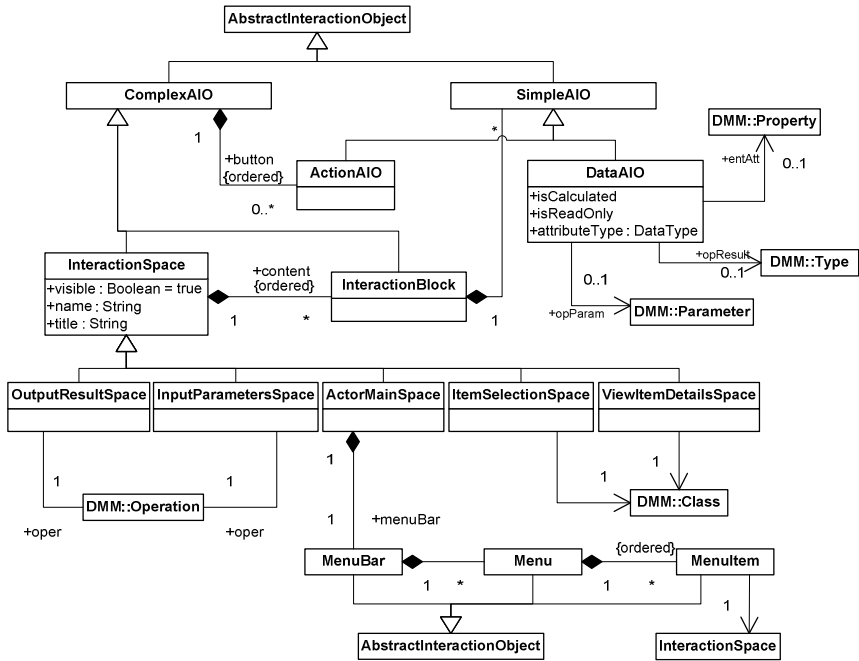 AbstractInteractionObject
ComplexAIO
SimpleAIO
1
*
DMM::Property
+button
{ordered}
0..*
ActionAIO
DataAIO
+isCalculated
+isReadOnly
+attributeType : DataType
+entAtt
0..1
InteractionSpace
+visible : Boolean = true
+name : String
+title : String
+content
{ordered}
1
*
InteractionBlock
1
+opResult
0..1
DMM::Type
0..1
+opParam
DMM::Parameter
OutputResultSpace
InputParametersSpace
ActorMainSpace
ItemSelectionSpace
ViewItemDetailsSpace
1
1
1
1
1
DMM::Operation
DMM::Class
+oper
+oper
1
+menuBar
MenuBar
Menu
{ordered}
MenuItem
1
*
1
*
1
AbstractInteractionObject
InteractionSpace